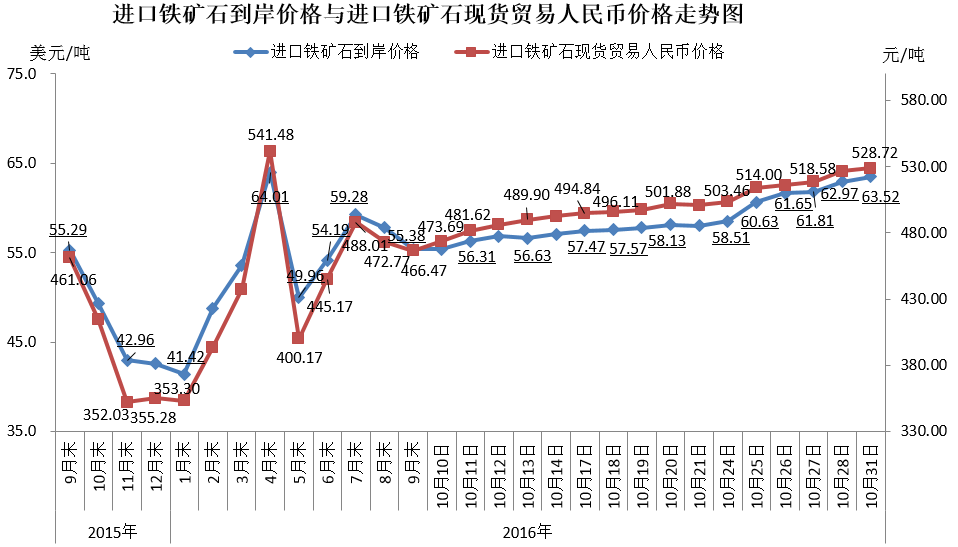 进口铁矿石到岸价格与进口铁矿石现货贸易人民币价格走势图
美元/吨
进口铁矿石到岸价格
进口铁矿石现货贸易人民币价格
元/吨
75.0
65.0
55.0
45.0
35.0
580.00
530.00
480.00
430.00
380.00
330.00
55.29
461.06
42.96
352.03
355.28
41.42
353.30
541.48
64.01
49.96
400.17
54.19
445.17
59.28
488.01
472.77
55.38
466.47
473.69
481.62
56.31
489.90
56.63
494.84
57.47
496.11
57.57
501.88
58.13
503.46
58.51
514.00
60.63
61.65
518.58
61.81
62.97
528.72
63.52
9月末
10月末
11月末
12月末
1月末
2月末
3月末
4月末
5月末
6月末
7月末
8月末
9月末
10月10日
10月11日
10月12日
10月13日
10月14日
10月17日
10月18日
10月19日
10月20日
10月21日
10月24日
10月25日
10月26日
10月27日
10月28日
10月31日
2015年
2016年